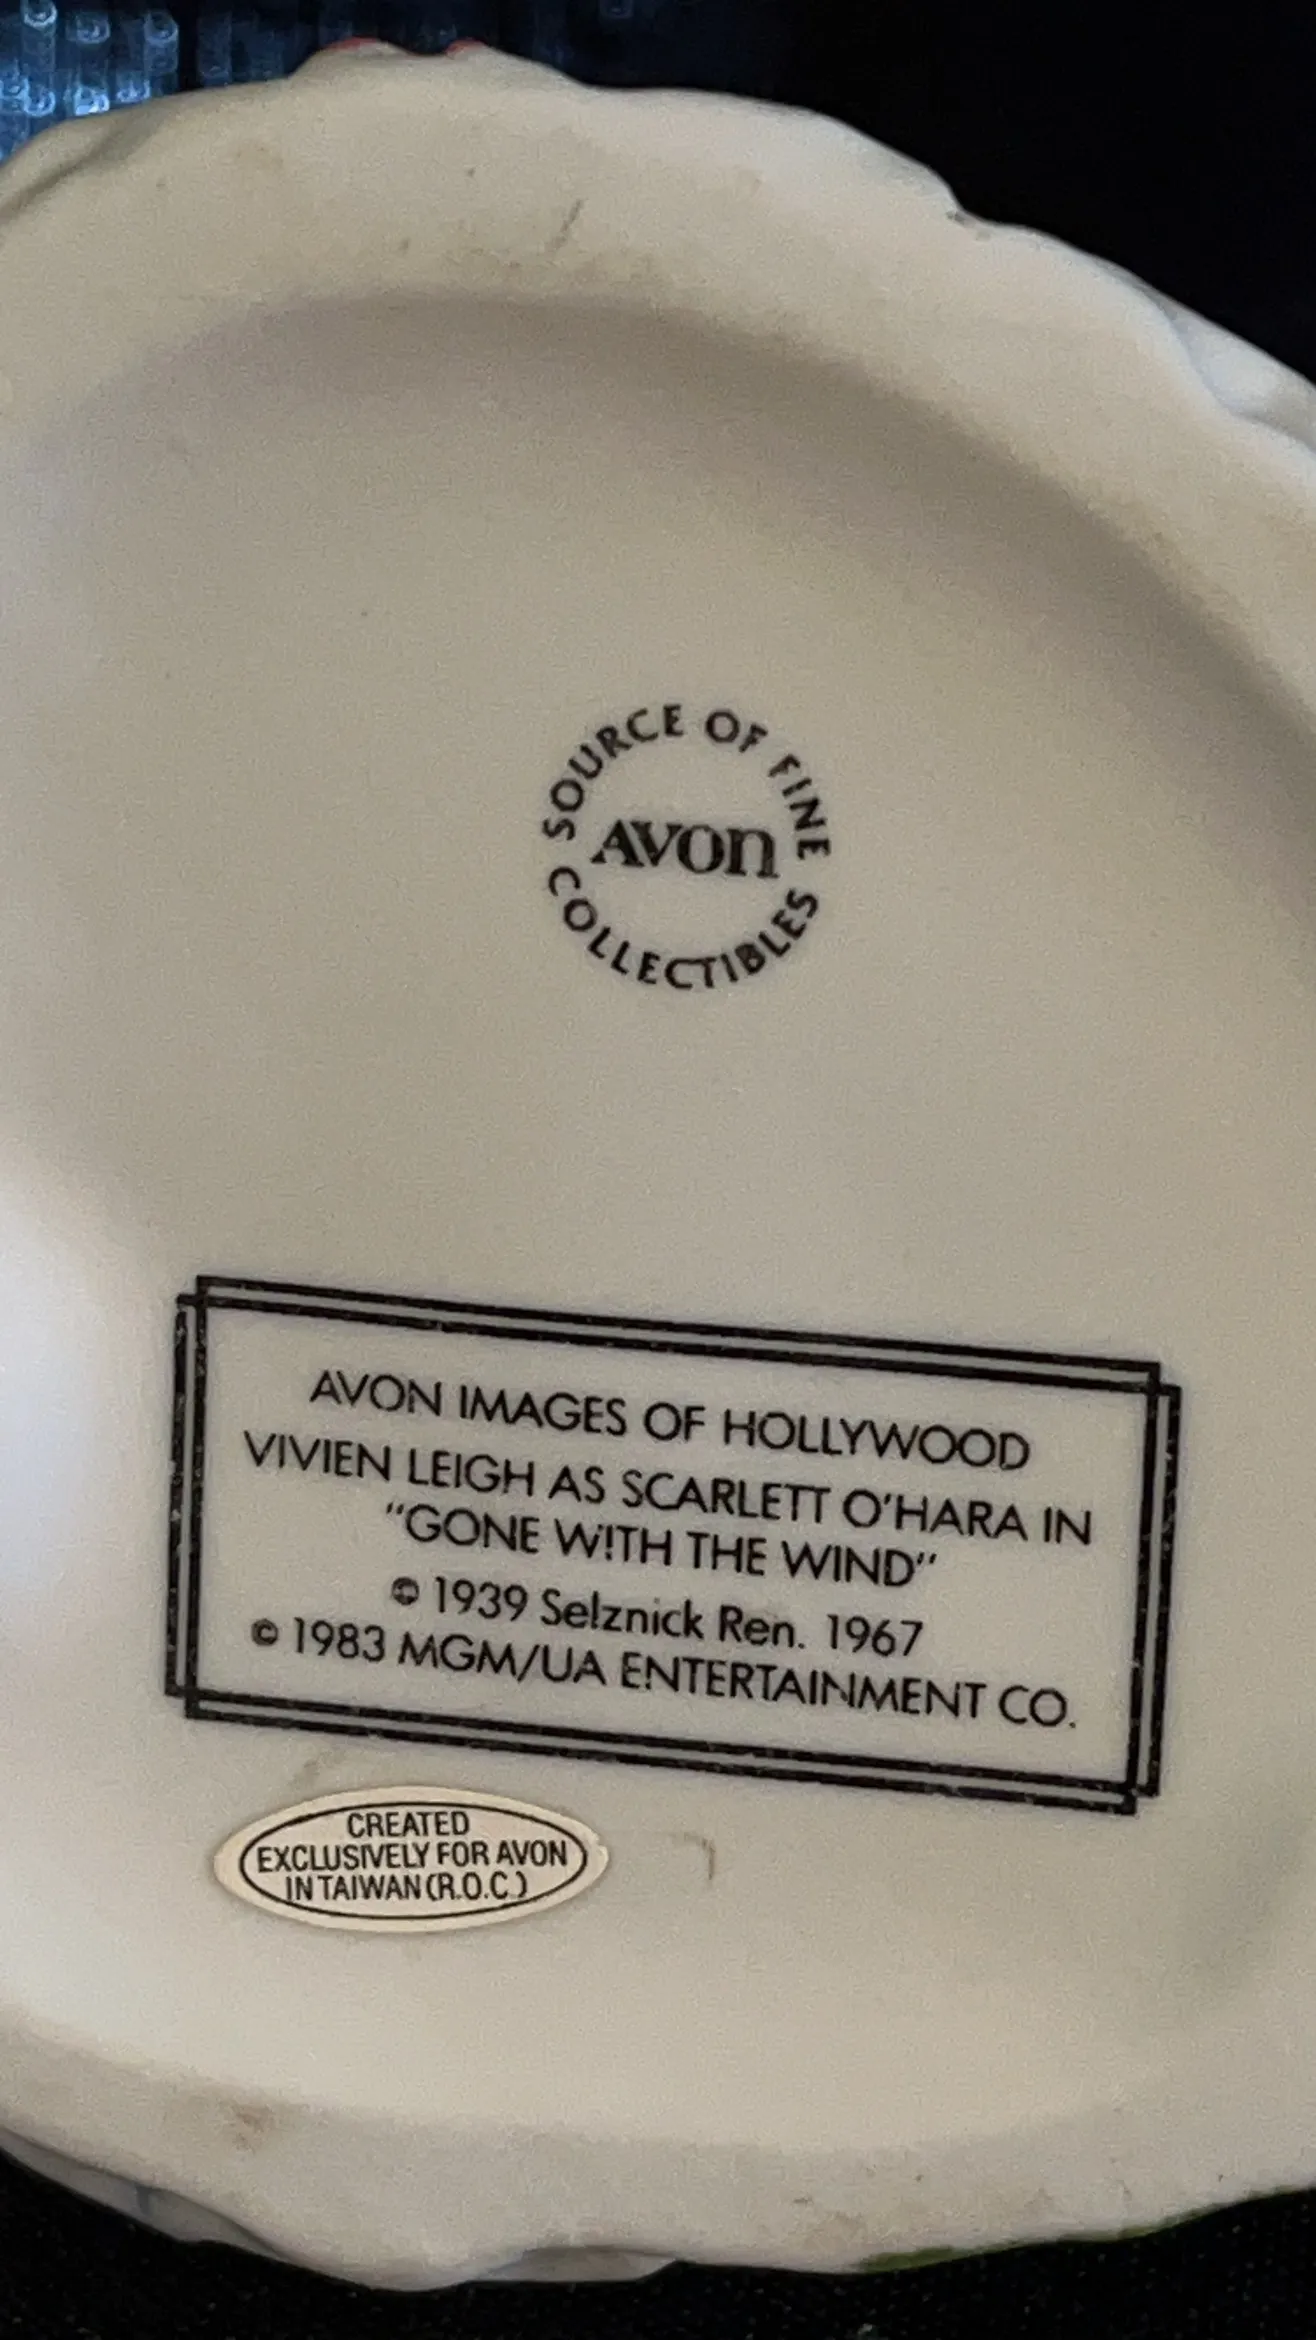 SOURCE OF FINE
AVON
COLLECTIBLES
AVON IMAGES OF HOLLYWOOD
VIVIEN LEIGH AS SCARLETT O'HARA IN
"GONE WITH THE WIND"
© 1939 Selznick Ren. 1967
© 1983 MGM/UA ENTERTAINMENT CO.
CREATED
EXCLUSIVELY FOR AVON
IN TAIWAN (R.O.C.)